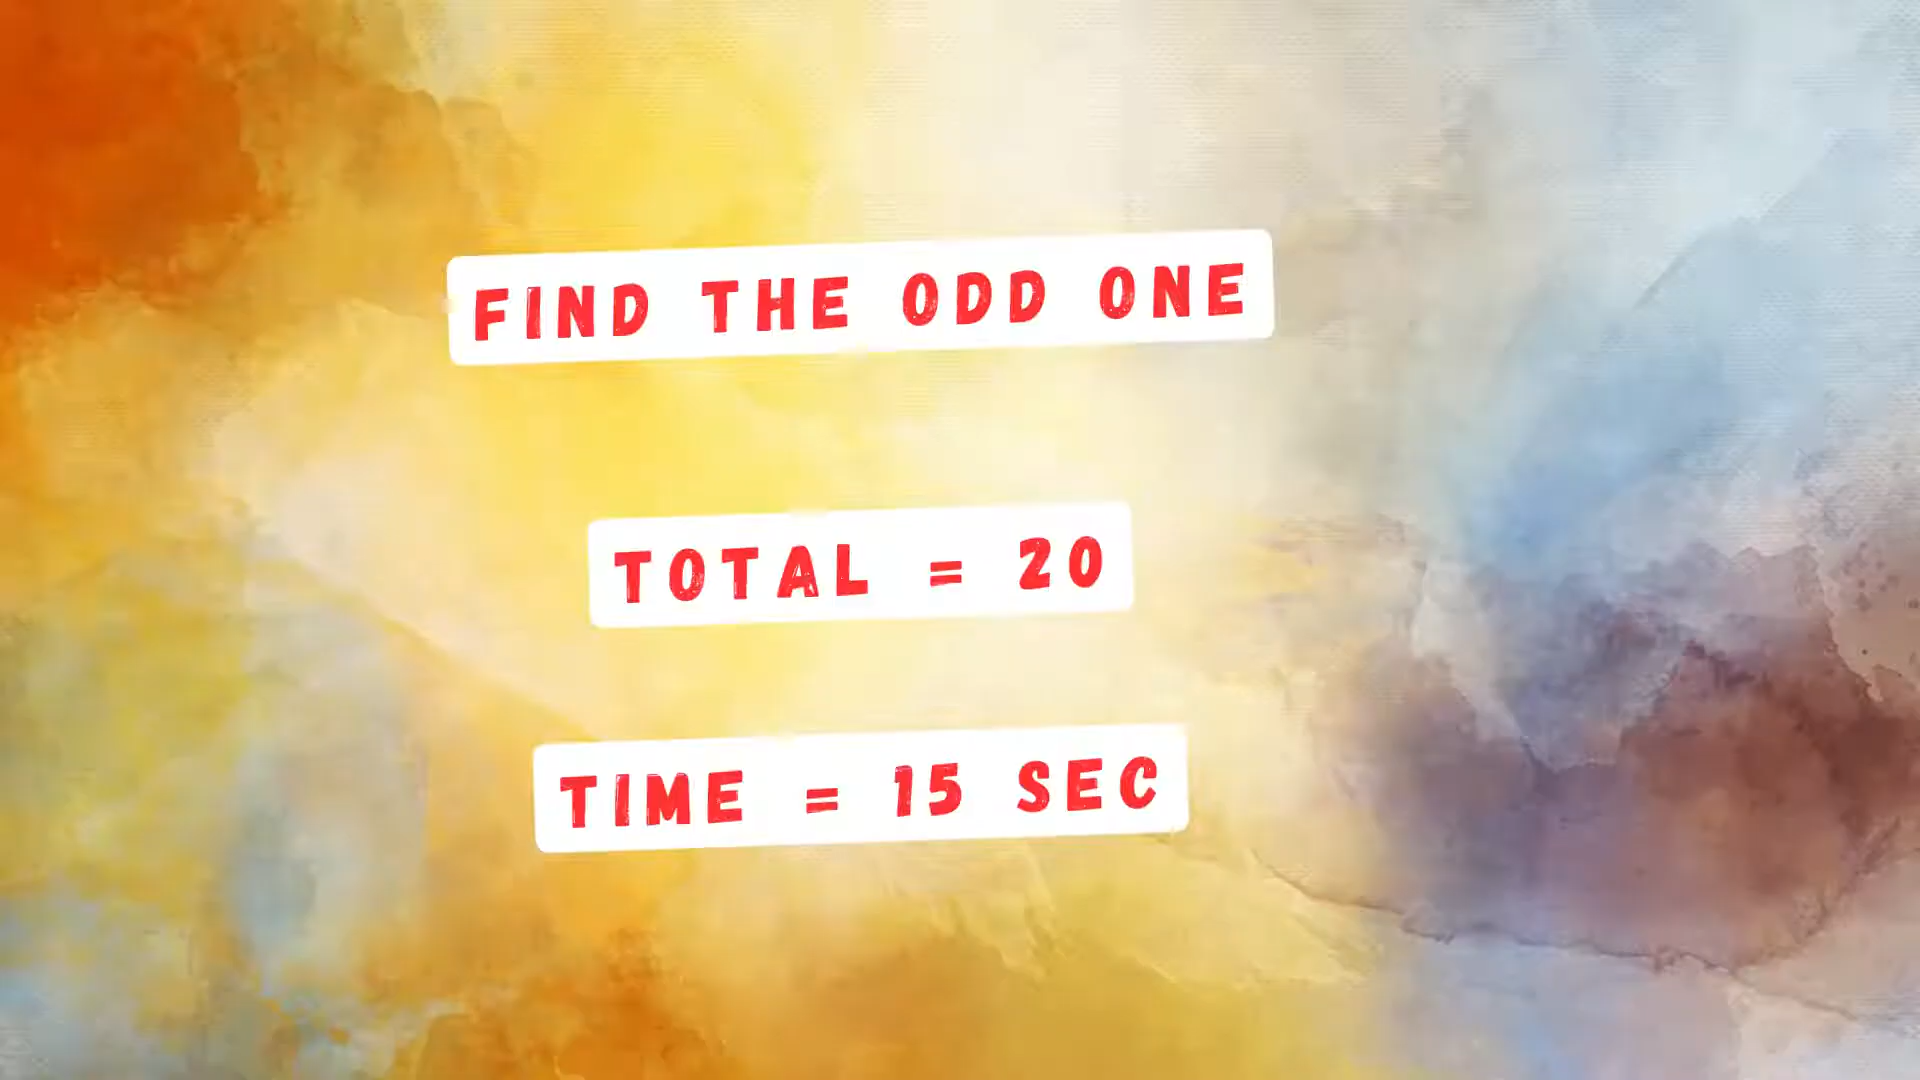 FIND THE ODD ONE
TOTAL = 20
TIME = 15 SEC